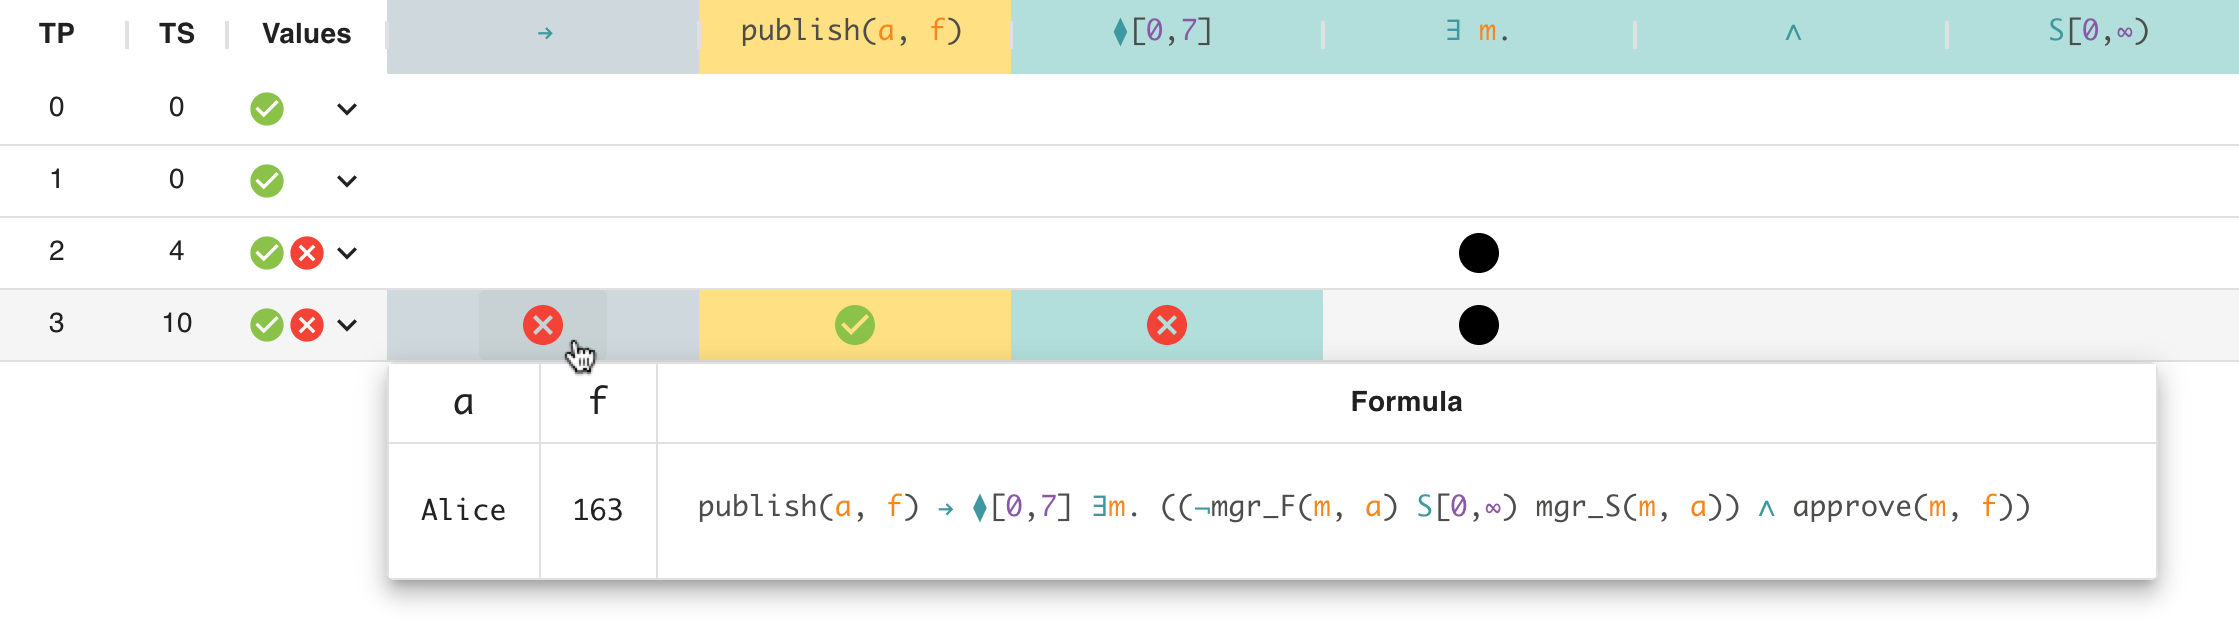 TP TS Values → publish(a, f) ⧫[0,7] ∃ m. ∧ S[0,∞)
0 0
1 0
2 4
3 10
a f Formula
Alice 163 publish(a, f) → ⧫[0,7] ∃m. ((¬mgr_F(m, a) S[0,∞) mgr_S(m, a)) ∧ approve(m, f))